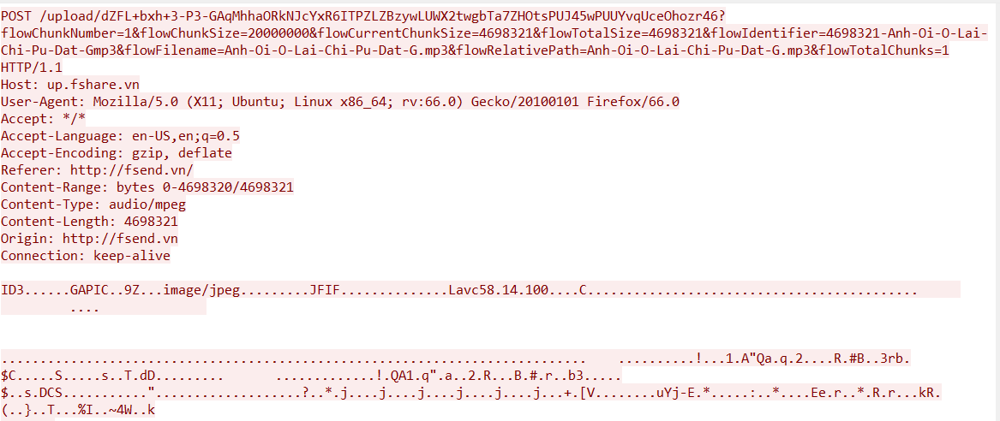 POST /upload/dZFL+bxh+3-P3-GAqMhhaORkNJcYxR6ITPZLZBzywLUWX2twgbTa7ZHOtsPUJ45wPUUYvqUceOhozr46?
flowChunkNumber=1&flowChunkSize=20000000&flowCurrentChunkSize=4698321&flowTotalSize=4698321&flowIdentifier=4698321-Anh-Oi-O-Lai-
Chi-Pu-Dat-Gmp3&flowFilename=Anh-Oi-O-Lai-Chi-Pu-Dat-G.mp3&flowRelativePath=Anh-Oi-O-Lai-Chi-Pu-Dat-G.mp3&flowTotalChunks=1
HTTP/1.1
Host: up.fshare.vn
User-Agent: Mozilla/5.0 (X11; Ubuntu; Linux x86_64; rv:66.0) Gecko/20100101 Firefox/66.0
Accept: */*
Accept-Language: en-US,en;q=0.5
Accept-Encoding: gzip, deflate
Referer: http://fsend.vn/
Content-Range: bytes 0-4698320/4698321
Content-Type: audio/mpeg
Content-Length: 4698321
Origin: http://fsend.vn
Connection: keep-alive
ID3......GAPIC..9Z...image/jpeg.........JFIF..............Lavc58.14.100....C...........................................
....
............................................................................ ..........!...1.A"Qa.q.2....R.#B..3rb.
$C.....S.....s..T.dD......... .............!.QA1.q".a..2.R...B.#.r..b3.....
$..s.DCS..........."...................?..*.j....j....j....j....j....j...+.[V........uYj-E.*.....:..*....Ee.r..*.R.r...kR.
(..}..T...%I..~4W..k